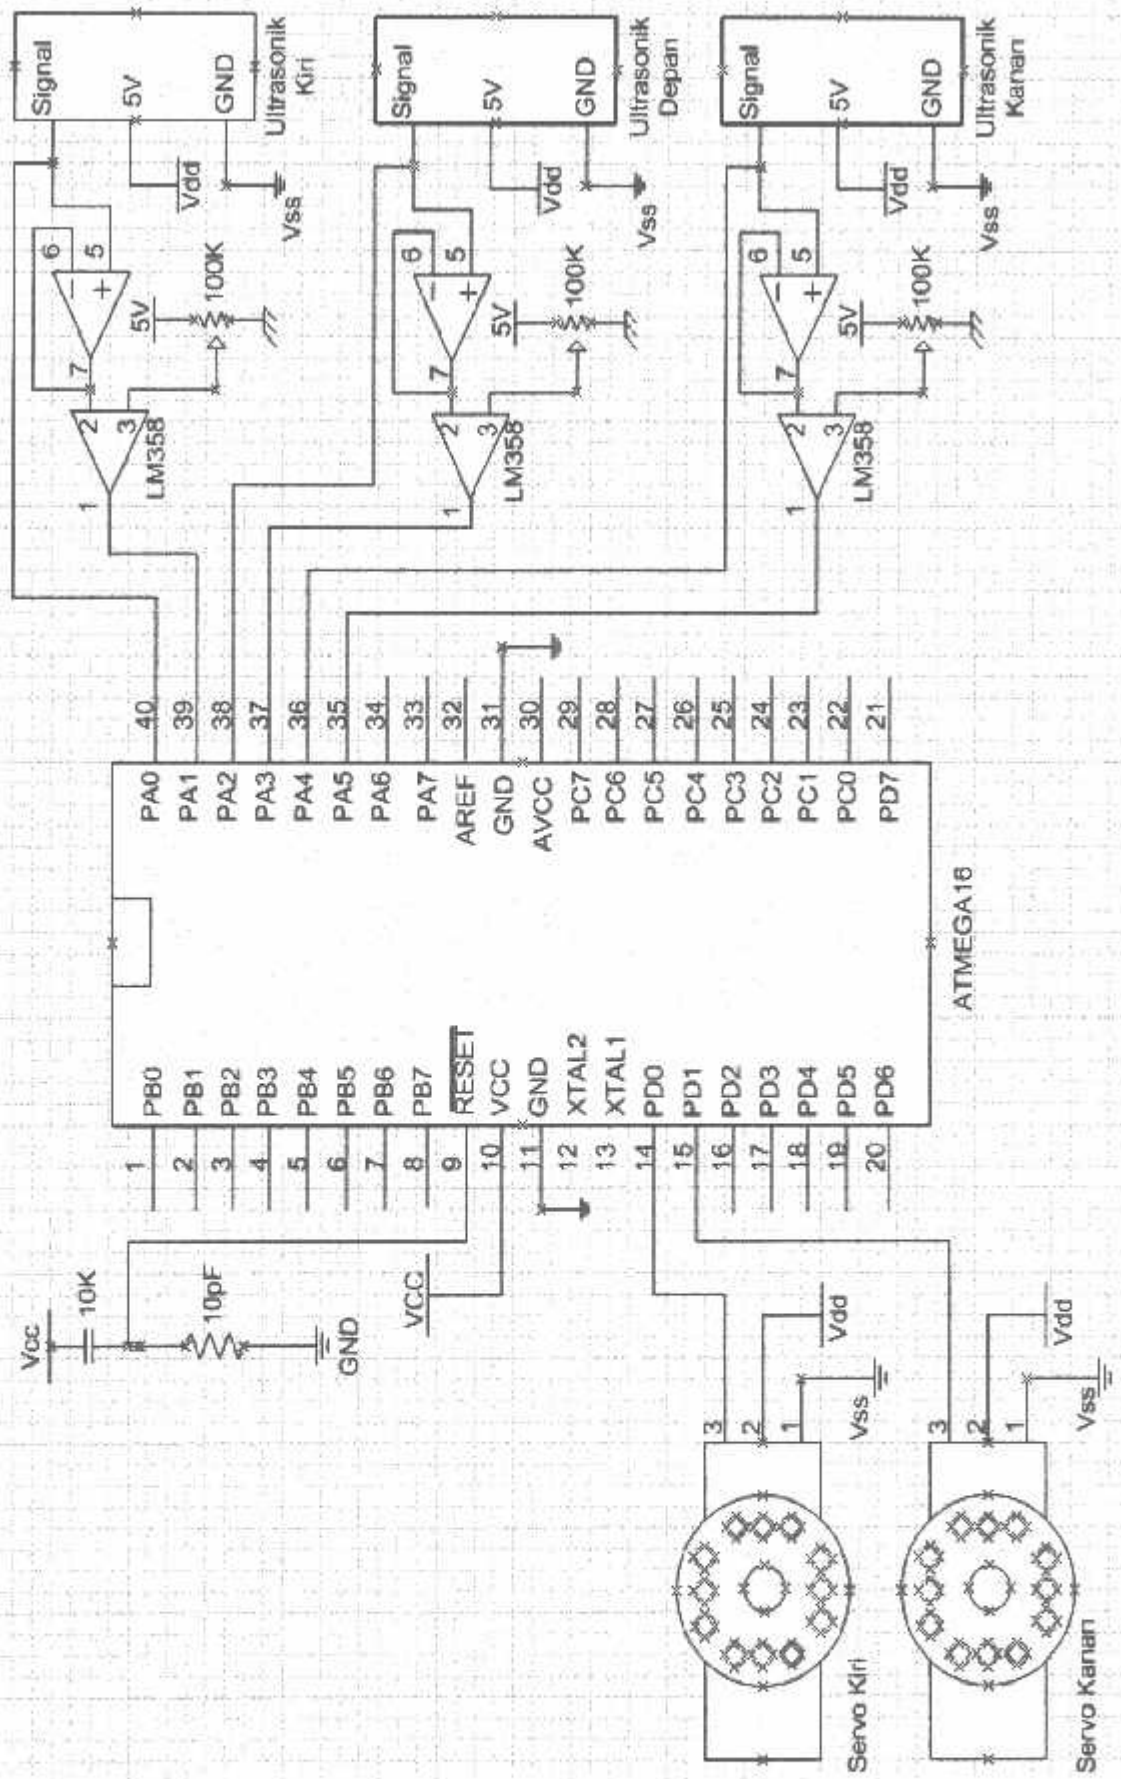 Signal
5V
GND
Ultrasonik
Kiri
Vdd
Vss
6
5
−
+
7
5V
100K
2
3
LM358
1
Signal
5V
GND
Ultrasonik
Depan
Vdd
Vss
6
5
−
+
7
5V
100K
2
3
LM358
1
Signal
5V
GND
Ultrasonik
Kanan
Vdd
Vss
6
5
−
+
7
5V
100K
2
3
LM358
1
40
39
38
37
36
35
34
33
32
31
30
29
28
27
26
25
24
23
22
21
PA0
PA1
PA2
PA3
PA4
PA5
PA6
PA7
AREF
GND
AVCC
PC7
PC6
PC5
PC4
PC3
PC2
PC1
PC0
PD7
ATMEGA16
PB0
PB1
PB2
PB3
PB4
PB5
PB6
PB7
RESET
VCC
GND
XTAL2
XTAL1
PD0
PD1
PD2
PD3
PD4
PD5
PD6
1
2
3
4
5
6
7
8
9
10
11
12
13
14
15
16
17
18
19
20
Vcc
10K
10pF
GND
VCC
3
2
1
Vdd
Vss
Servo Kiri
3
2
1
Vdd
Vss
Servo Kanan